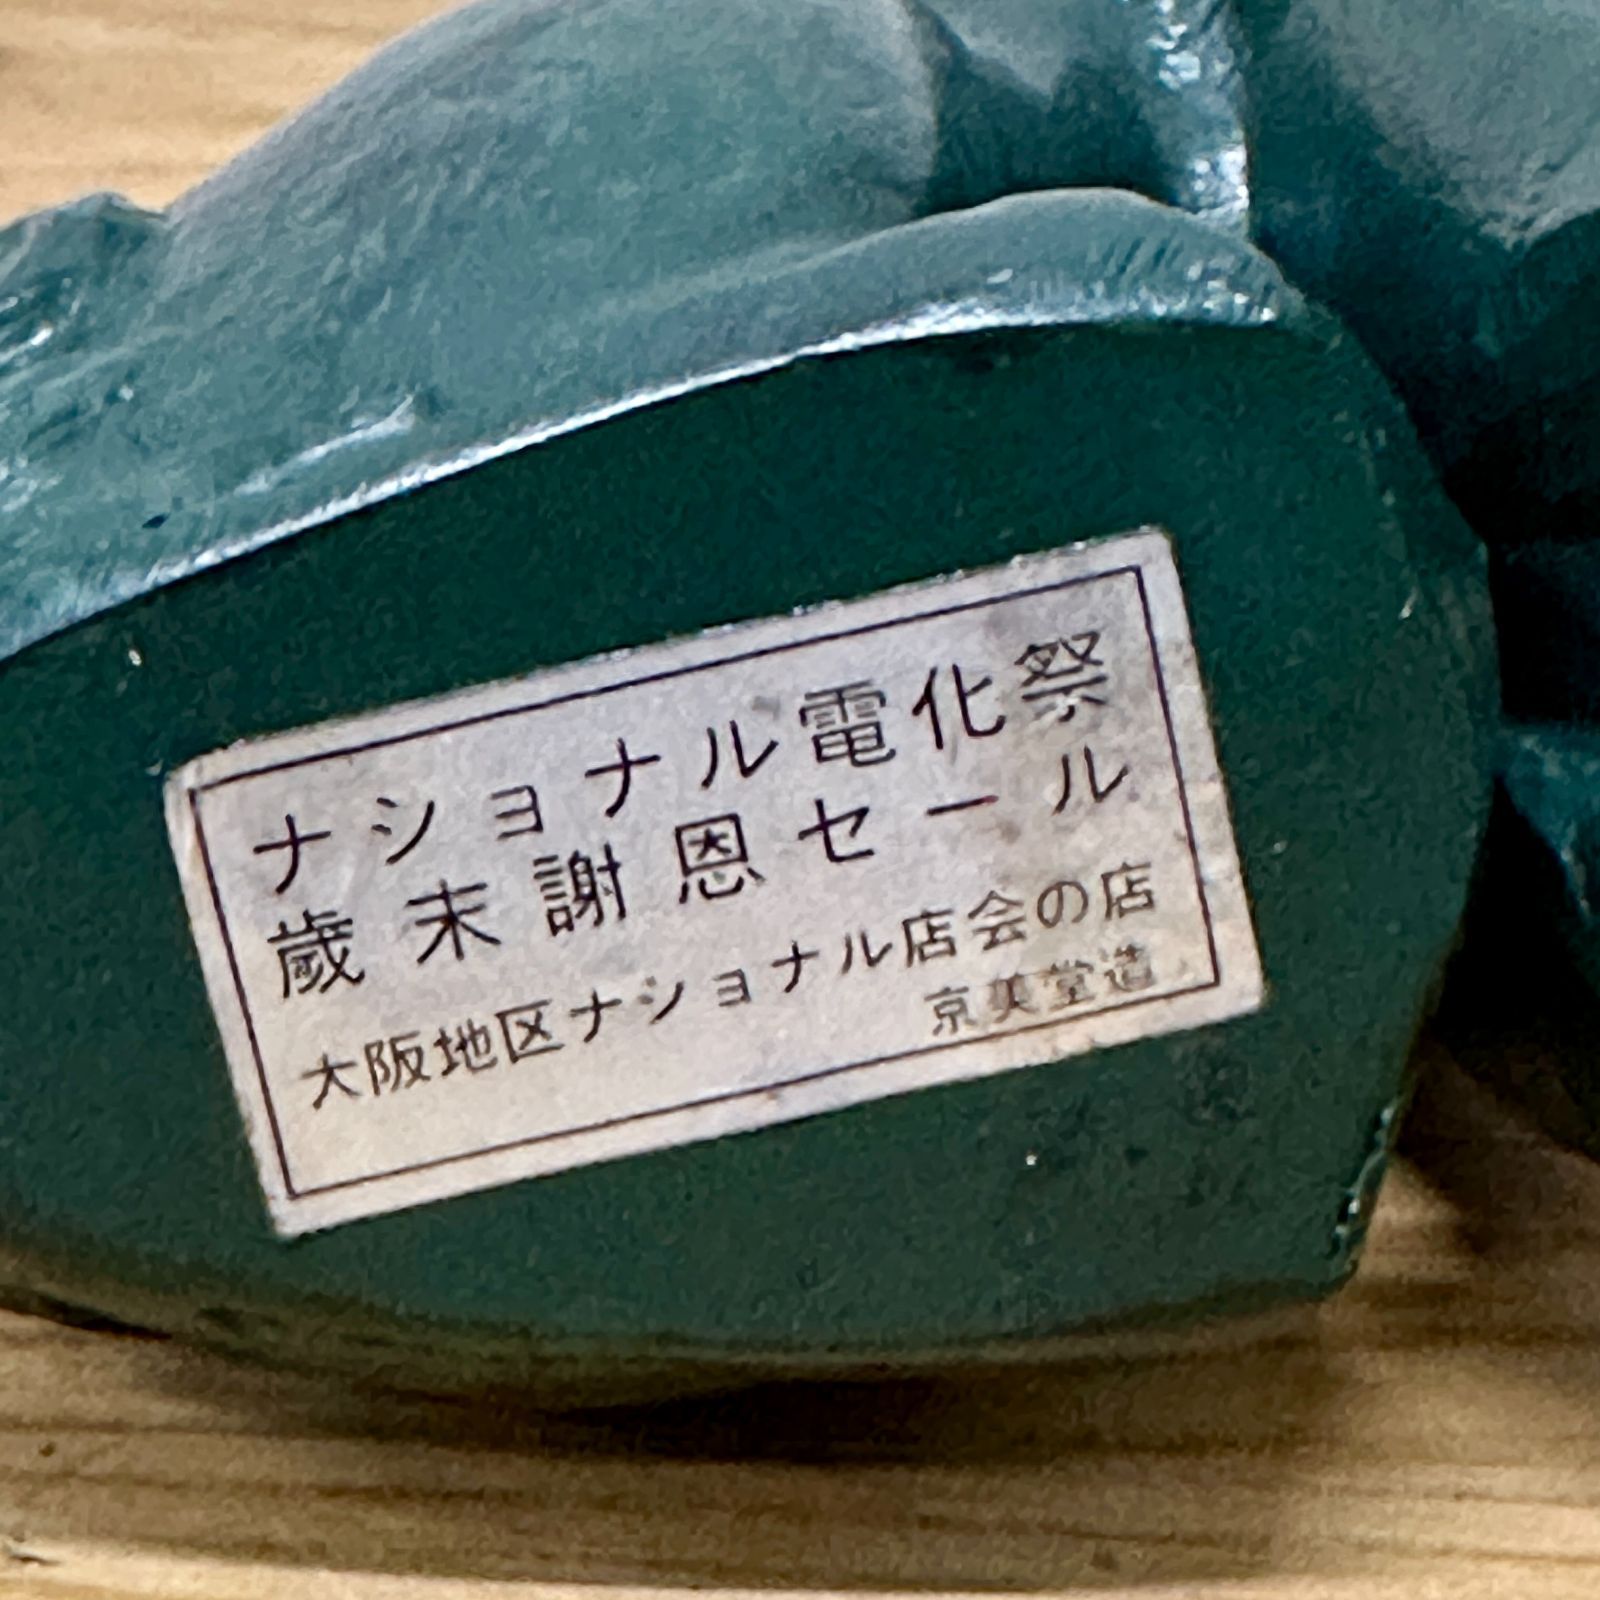 ナショナル電化祭
歳末謝恩セール
大阪地区ナショナル店会の店
京美堂造